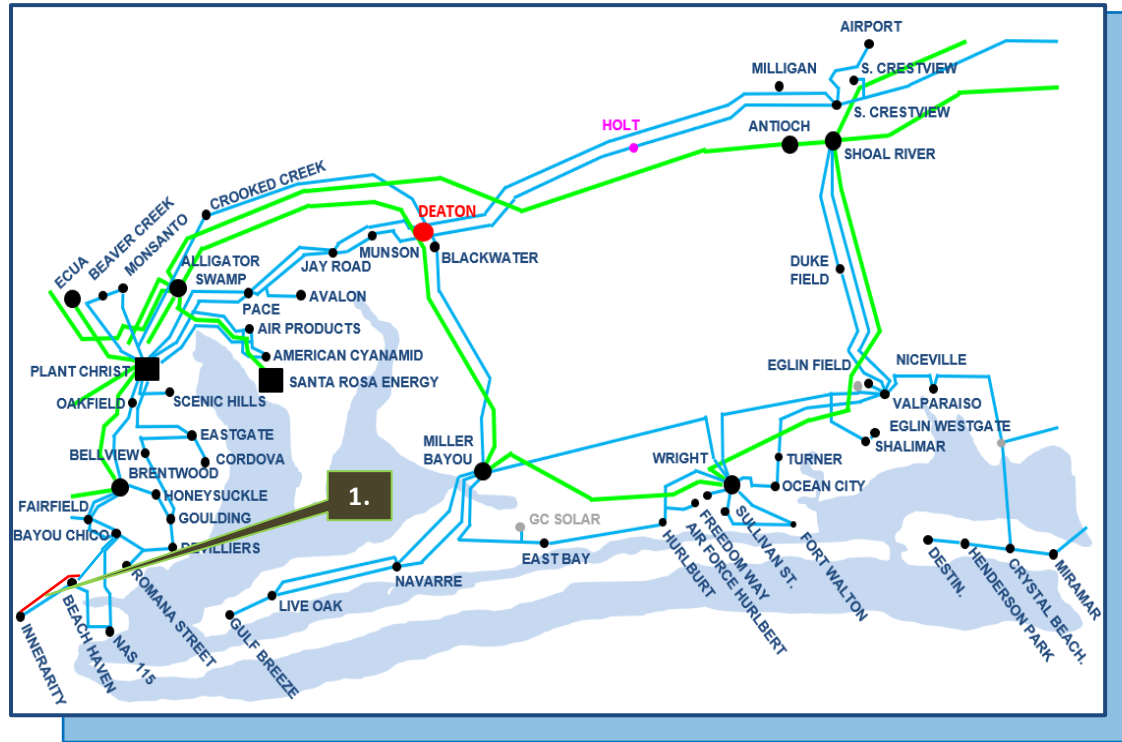 AIRPORT
MILLIGAN
S. CRESTVIEW
S. CRESTVIEW
HOLT
ANTIOCH
SHOAL RIVER
CROOKED CREEK
DEATON
BEAVER CREEK
MONSANTO
ECUA
ALLIGATOR
SWAMP
MUNSON
BLACKWATER
JAY ROAD
DUKE
FIELD
AVALON
PACE
AIR PRODUCTS
AMERICAN CYANAMID
PLANT CHRIST
SANTA ROSA ENERGY
EGLIN FIELD
NICEVILLE
OAKFIELD
SCENIC HILLS
VALPARAISO
EASTGATE
EGLIN WESTGATE
SHALIMAR
BELLVIEW
CORDOVA
MILLER
BAYOU
WRIGHT
TURNER
BRENTWOOD
OCEAN CITY
1.
FAIRFIELD
HONEYSUCKLE
GOULDING
BAYOU CHICO
DEVILLIERS
GC SOLAR
EAST BAY
HURLBURT
FREEDOM WAY
AIR FORCE HURLBERT
SULLIVAN ST.
FORT WALTON
NAVARRE
ROMANA STREET
LIVE OAK
GULF BREEZE
INNERARITY
BEACH HAVEN
NAS 115
DESTIN.
HENDERSON PARK
CRYSTAL BEACH.
MIRAMAR